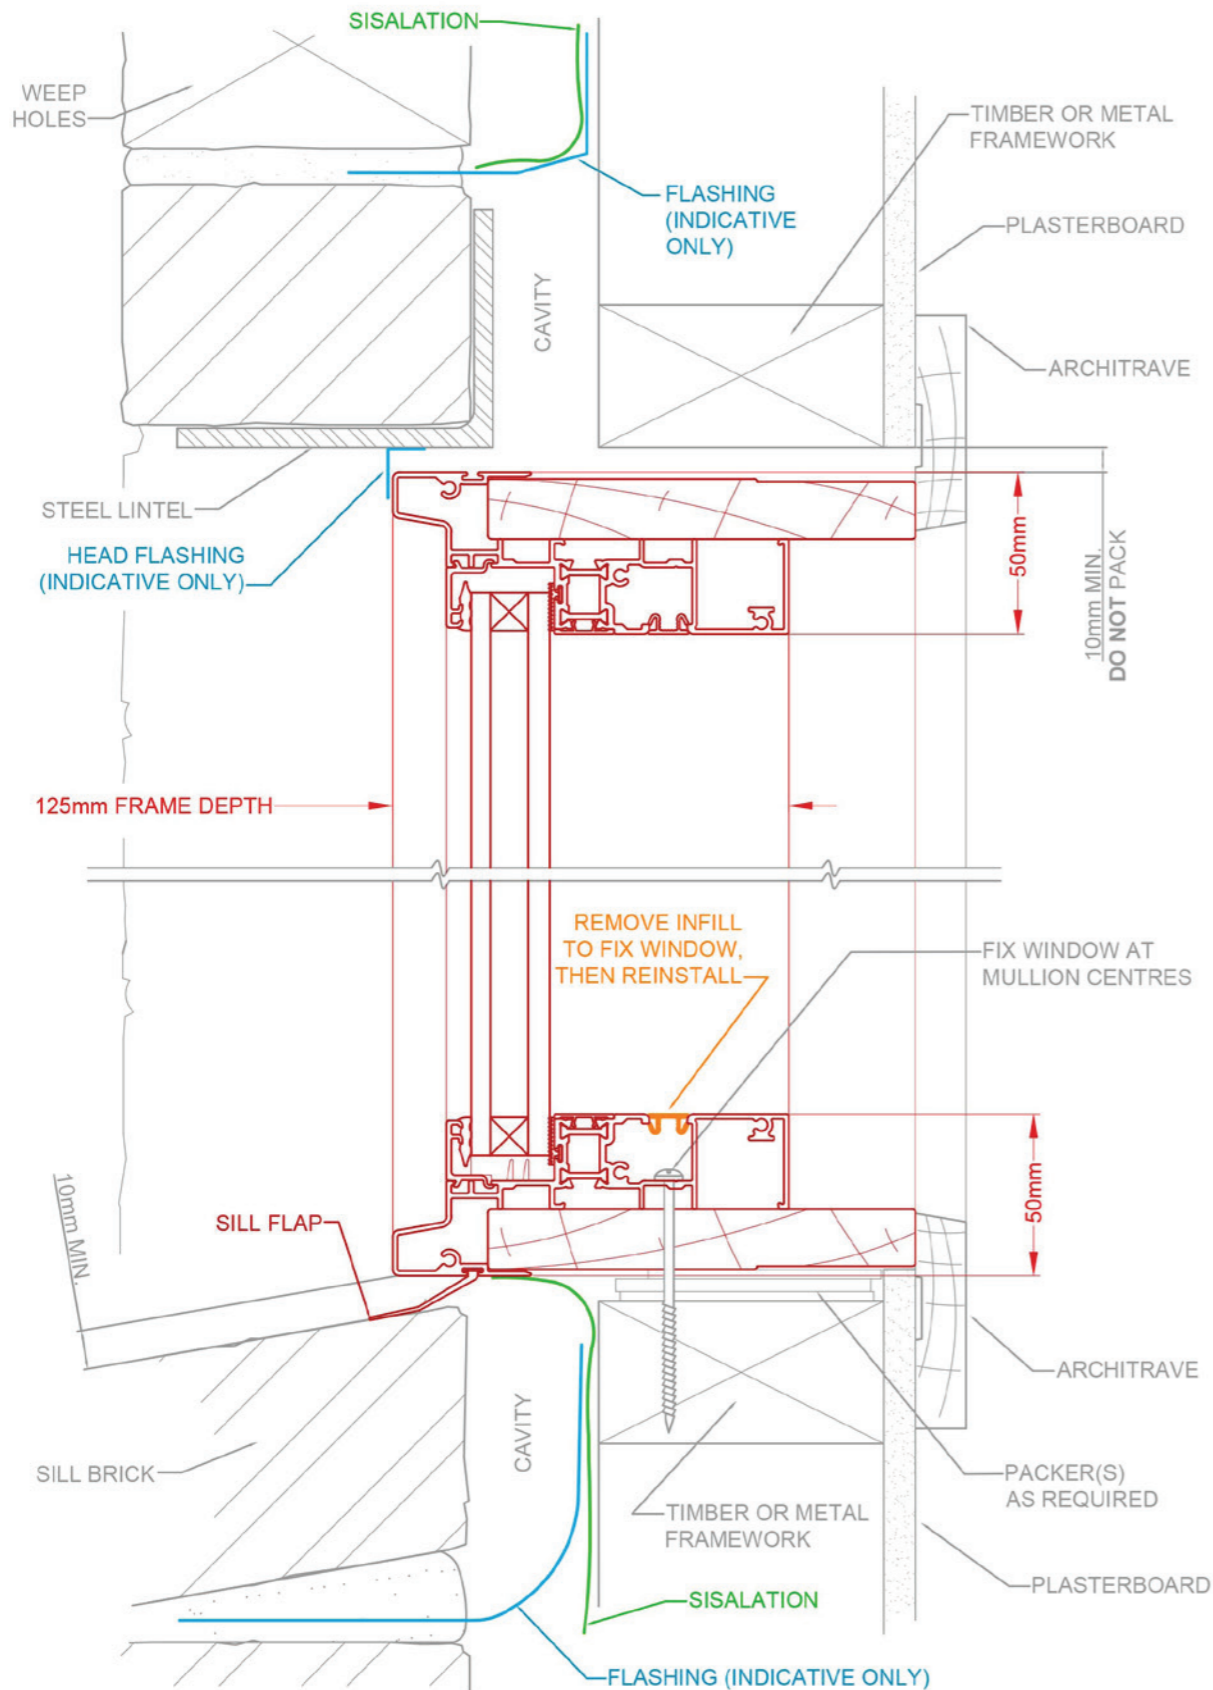 SISALATION
WEEP
HOLES
TIMBER OR METAL
FRAMEWORK
FLASHING
(INDICATIVE
ONLY)
PLASTERBOARD
CAVITY
ARCHITRAVE
STEEL LINTEL
HEAD FLASHING
(INDICATIVE ONLY)
50mm
10mm MIN.
DO NOT PACK
125mm FRAME DEPTH
REMOVE INFILL
TO FIX WINDOW,
THEN REINSTALL
FIX WINDOW AT
MULLION CENTRES
10mm MIN.
SILL FLAP
50mm
ARCHITRAVE
CAVITY
SILL BRICK
PACKER(S)
AS REQUIRED
TIMBER OR METAL
FRAMEWORK
PLASTERBOARD
SISALATION
FLASHING (INDICATIVE ONLY)